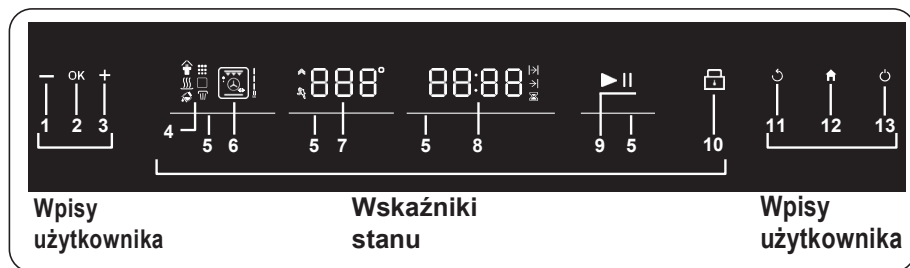 − OK +
888° 88:88
1 2 3
4 5 6 5 7 5 8 9 5 10 11 12 13
Wpisy
użytkownika
Wskaźniki
stanu
Wpisy
użytkownika